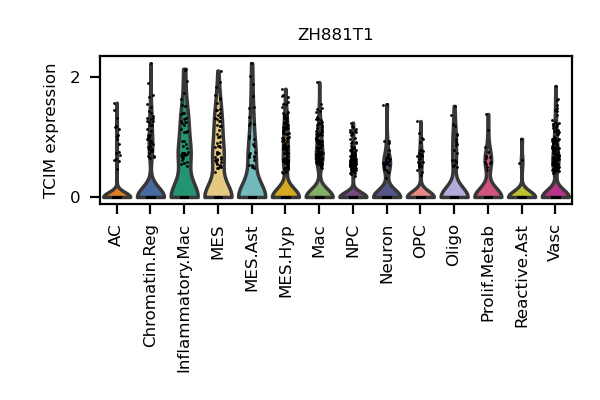 ZH881T1
TCIM expression
2
0
AC
Chromatin.Reg
Inflammatory.Mac
MES
MES.Ast
MES.Hyp
Mac
NPC
Neuron
OPC
Oligo
Prolif.Metab
Reactive.Ast
Vasc